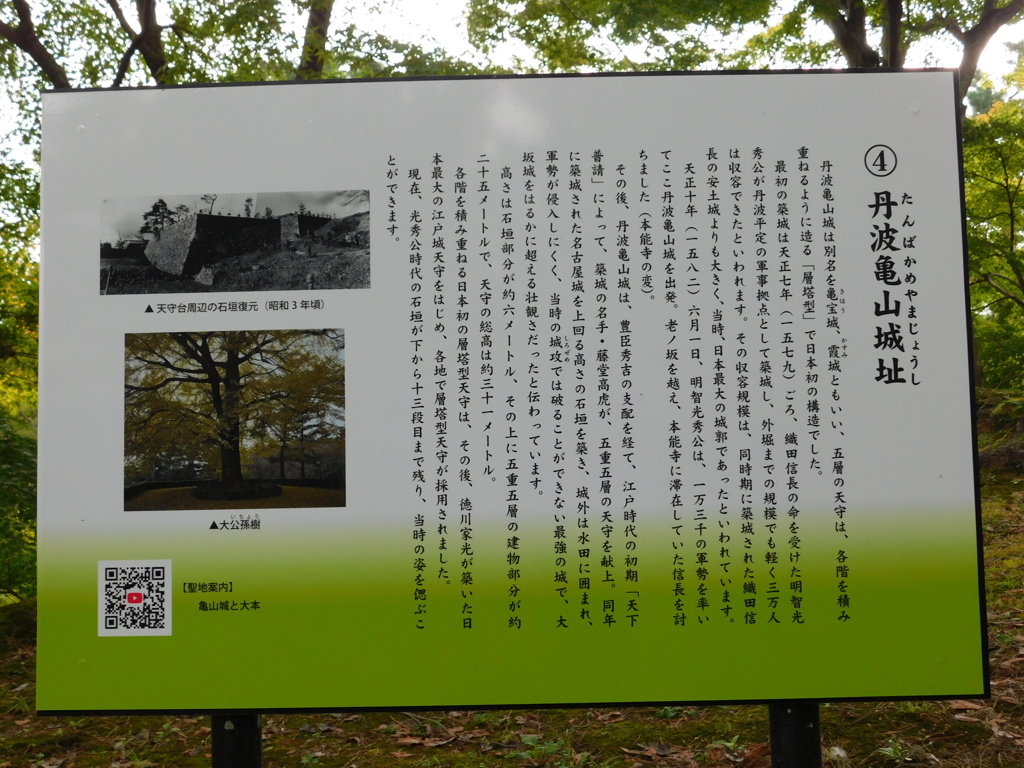 ④ 丹波亀山城址
たんばかめやまじょうし
丹波亀山城は別名を亀宝城、霞城ともいい、五層の天守は、各階を積み
きほう
かすみ
重ねるように造る「層塔型」で日本初の構造でした。
最初の築城は天正七年（一五七九）ごろ、織田信長の命を受けた明智光
秀公が丹波平定の軍事拠点として築城し、外堀までの規模でも軽く三万人
は収容できたといわれます。その収容規模は、同時期に築城された織田信
長の安土城よりも大きく、当時、日本最大の城郭であったといわれています。
天正十年（一五八二）六月一日、明智光秀公は、一万三千の軍勢を率い
てここ丹波亀山城を出発。老ノ坂を越え、本能寺に滞在していた信長を討
ちました（本能寺の変）。
その後、丹波亀山城は、豊臣秀吉の支配を経て、江戸時代の初期「天下
普請」によって、築城の名手・藤堂高虎が、五重五層の天守を献上。同年
に築城された名古屋城を上回る高さの石垣を築き、城外は水田に囲まれ、
軍勢が侵入しにくく、当時の城攻では破ることができない最強の城で、大
しろぜめ
坂城をはるかに超える壮観さだったと伝わっています。
高さは石垣部分が約六メートル、その上に五重五層の建物部分が約
二十五メートルで、天守の総高は約三十一メートル。
各階を積み重ねる日本初の層塔型天守は、その後、徳川家光が築いた日
本最大の江戸城天守をはじめ、各地で層塔型天守が採用されました。
現在、光秀公時代の石垣が下から十三段目まで残り、当時の姿を偲ぶこ
とができます。
▲天守台周辺の石垣復元（昭和3年頃）
いちょう
▲大公孫樹
【聖地案内】
亀山城と大本